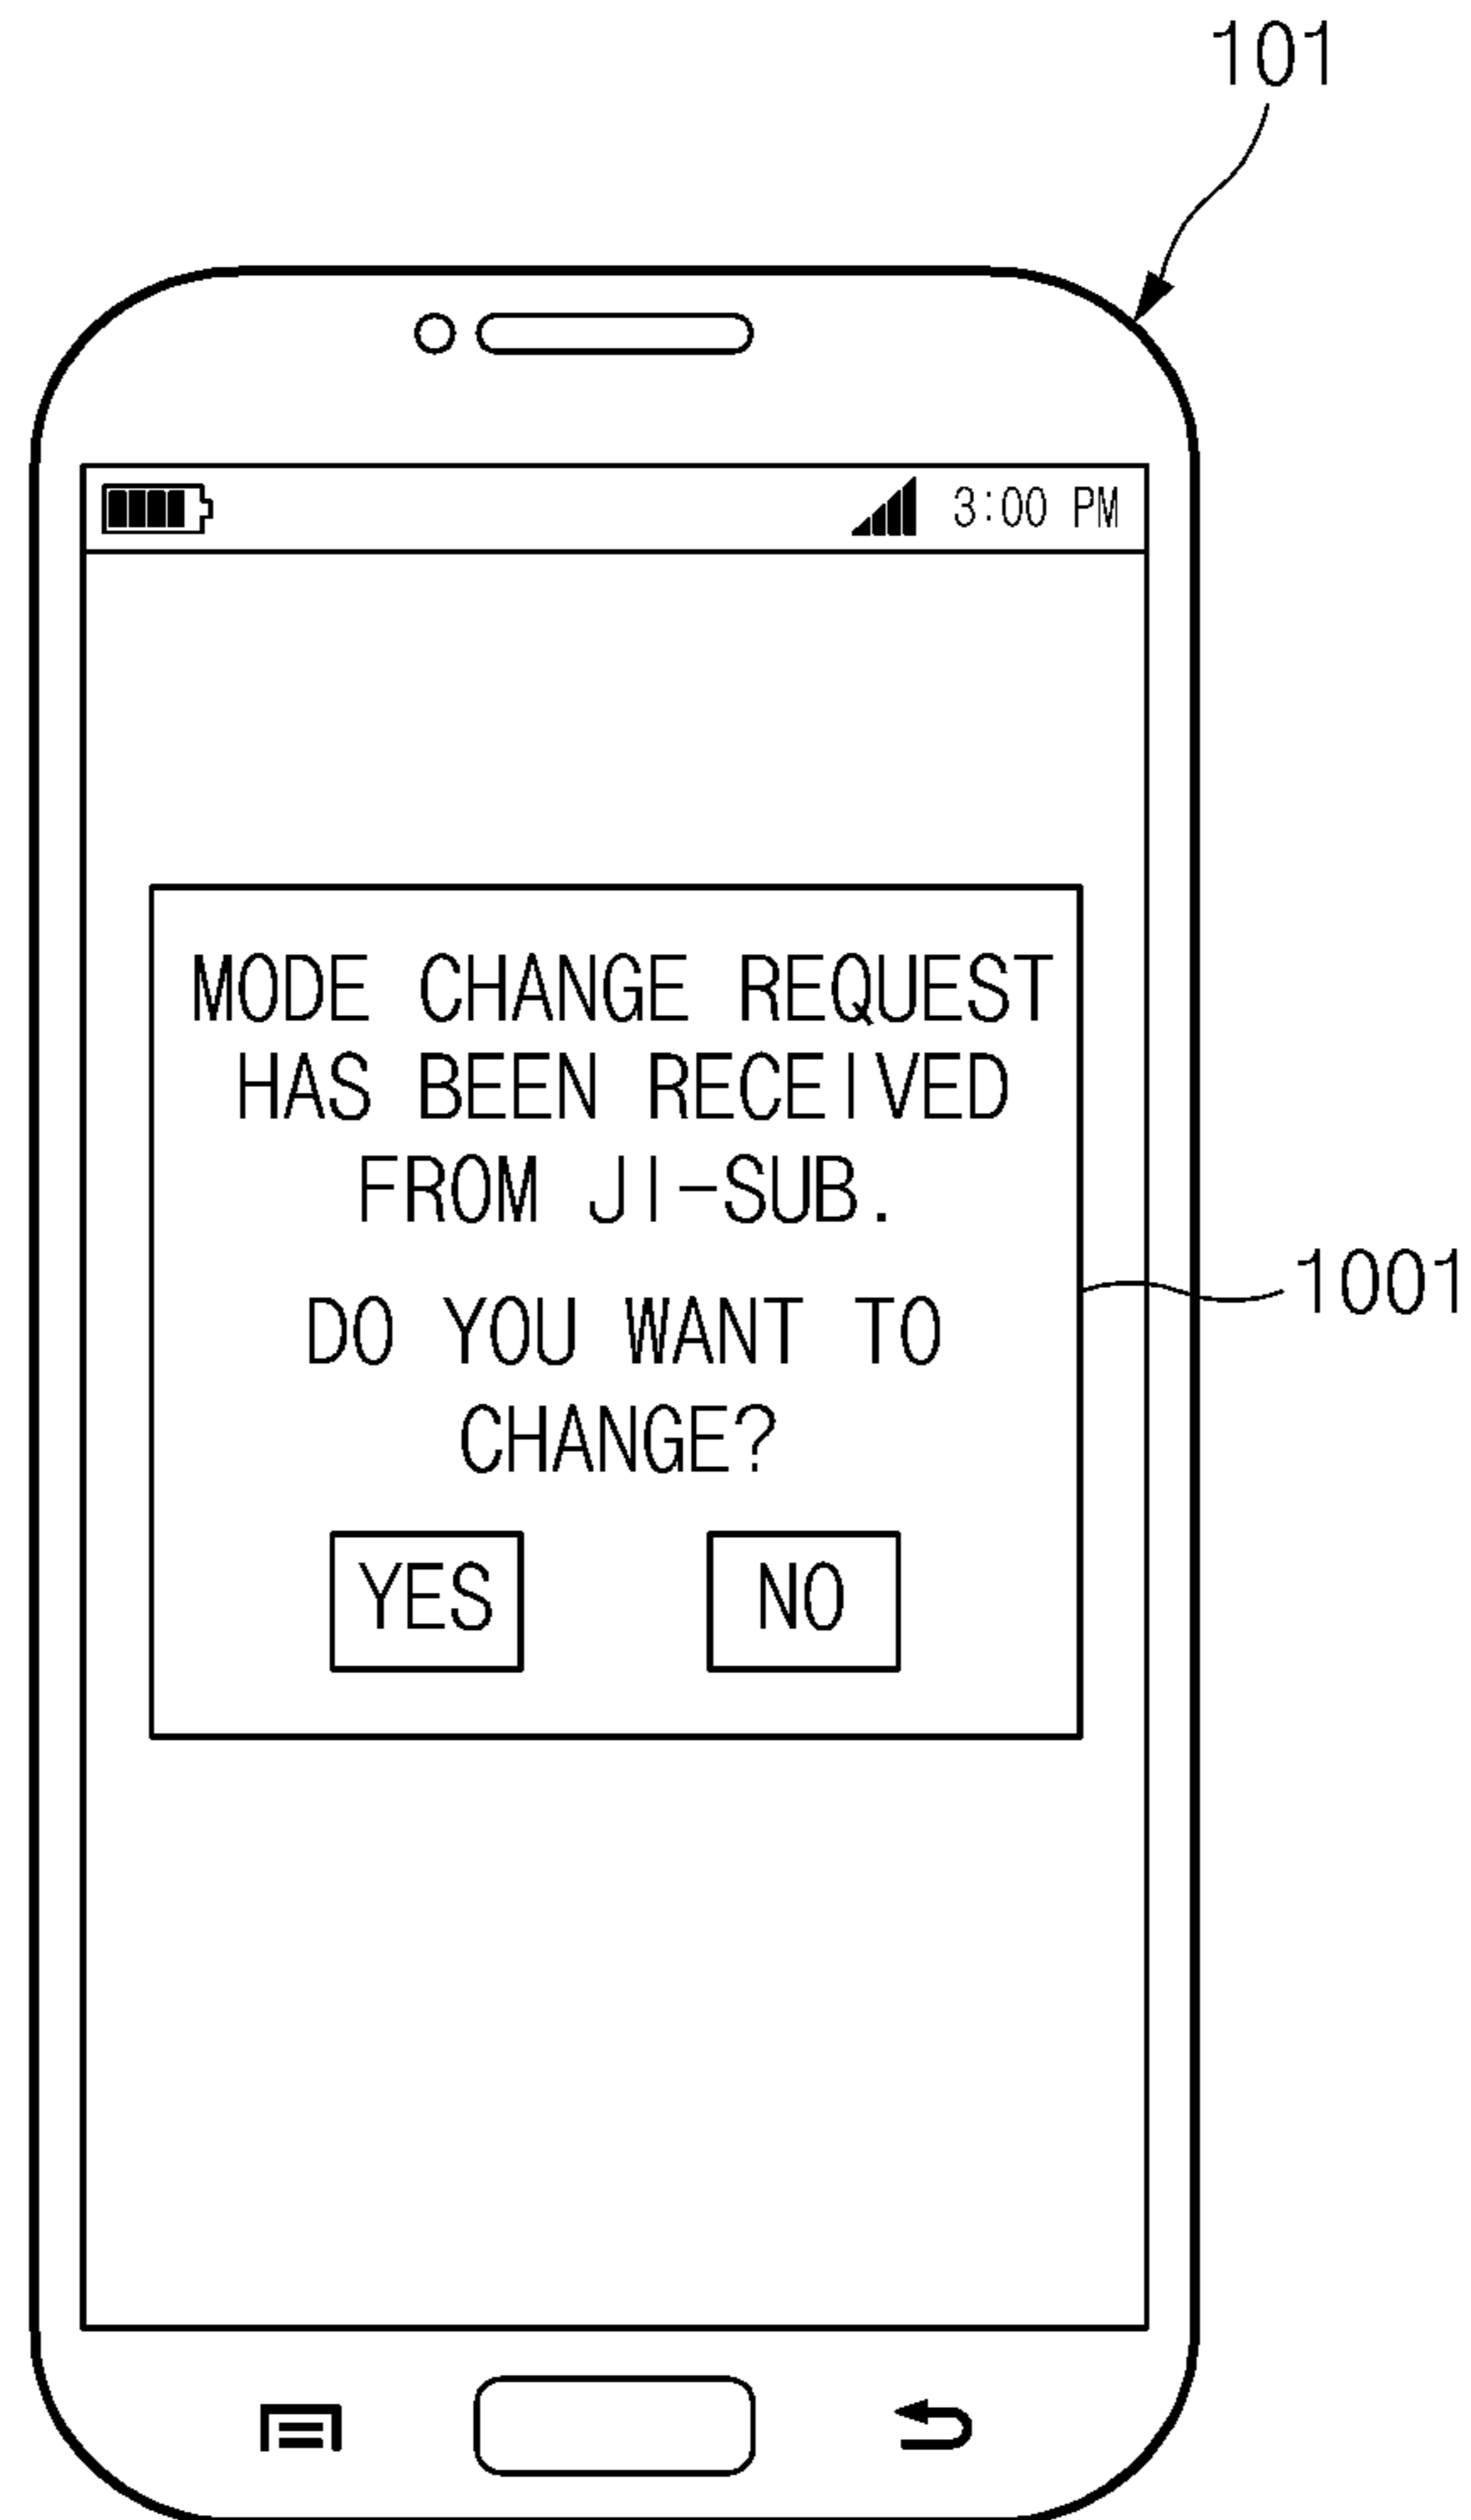 101
3:00 PM
MODE CHANGE REQUEST
HAS BEEN RECEIVED
FROM JI-SUB.
DO YOU WANT TO
CHANGE?
1001
YES NO